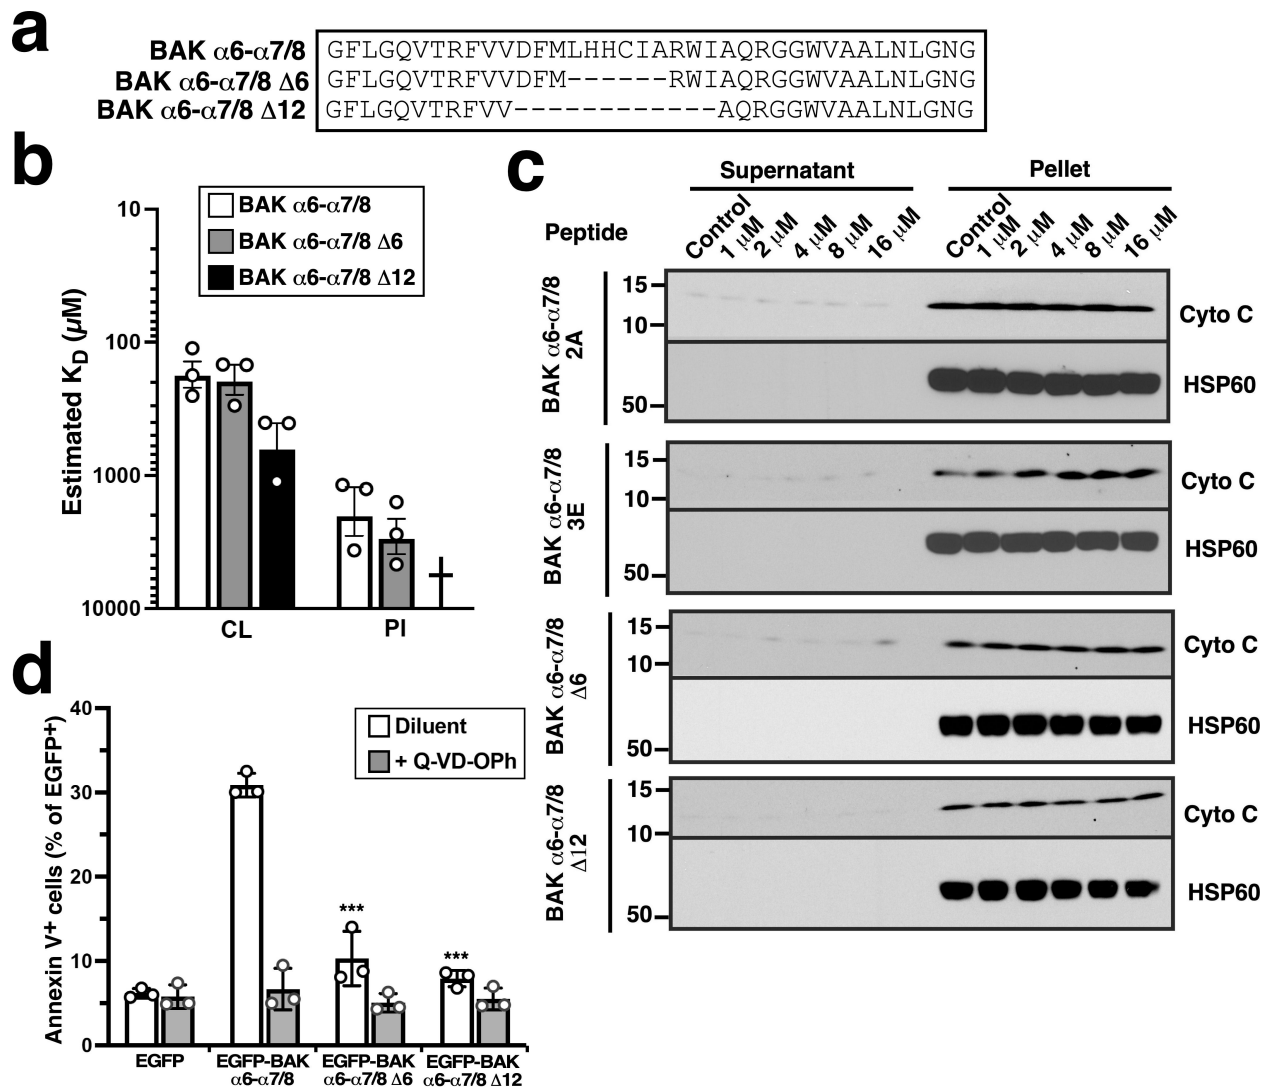 a
BAK α6-α7/8 GFLGQVTRFVVDFMLHHCIARWIAQRGGWVAALNLGNG
BAK α6-α7/8 Δ6 GFLGQVTRFVVDFM------RWIAQRGGWVAALNLGNG
BAK α6-α7/8 Δ12 GFLGQVTRFVV------------AQRGGWVAALNLGNG
b
BAK α6-α7/8
BAK α6-α7/8 Δ6
BAK α6-α7/8 Δ12
Estimated KD (µM)
10
100
1000
10000
CL PI
c
Supernatant Pellet
Peptide Control 1 µM 2 µM 4 µM 8 µM 16 µM Control 1 µM 2 µM 4 µM 8 µM 16 µM
BAK α6-α7/8
2A
15
10
50
Cyto C
HSP60
BAK α6-α7/8
3E
15
10
50
Cyto C
HSP60
BAK α6-α7/8
Δ6
15
10
50
Cyto C
HSP60
BAK α6-α7/8
Δ12
15
10
50
Cyto C
HSP60
d
Annexin V+ cells (% of EGFP+)
40
30
20
10
0
Diluent
+ Q-VD-OPh
***
***
EGFP EGFP-BAK EGFP-BAK EGFP-BAK
α6-α7/8 α6-α7/8 Δ6 α6-α7/8 Δ12